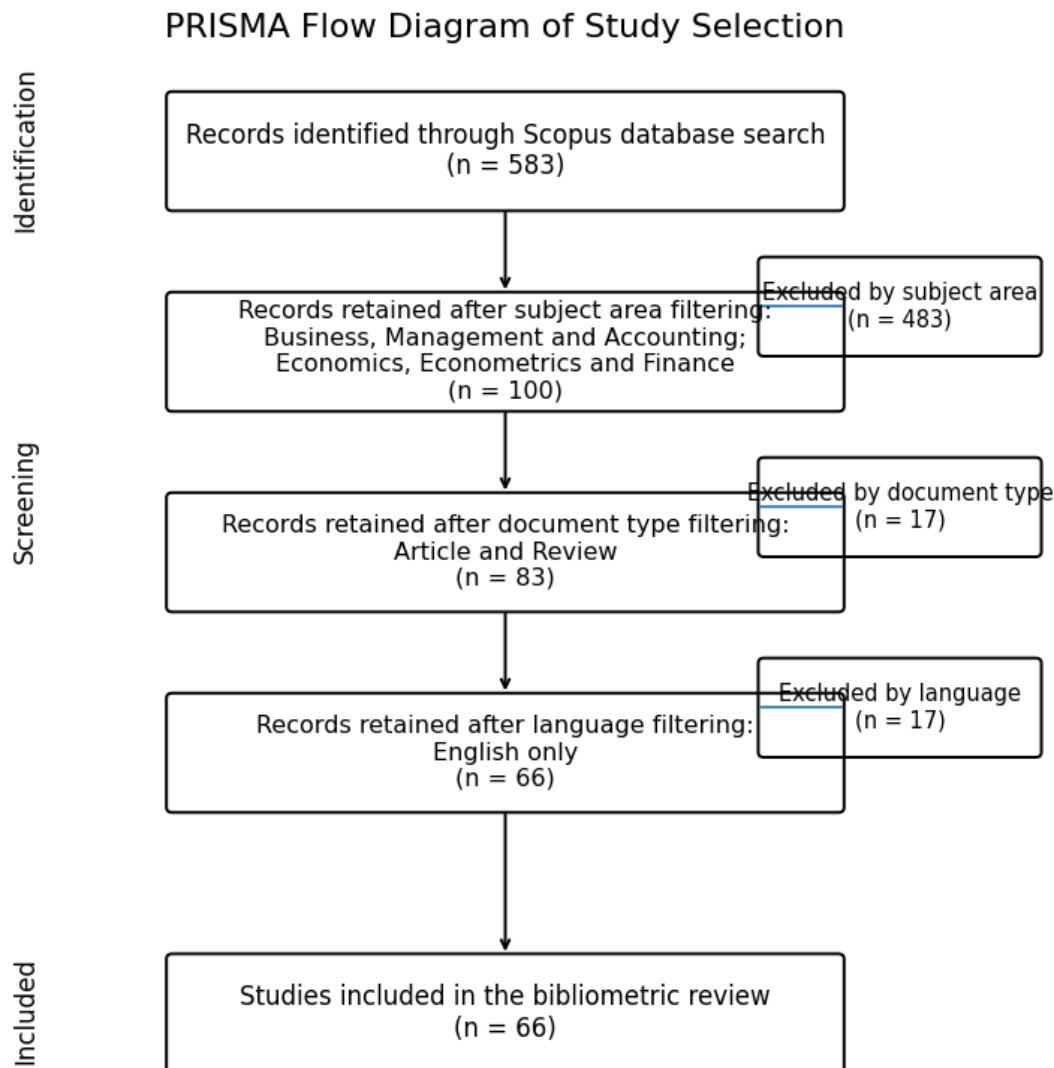 PRISMA Flow Diagram of Study Selection
Identification
Records identified through Scopus database search
(n = 583)
Excluded by subject area
(n = 483)
Records retained after subject area filtering:
Business, Management and Accounting;
Economics, Econometrics and Finance
(n = 100)
Screening
Excluded by document type
(n = 17)
Records retained after document type filtering:
Article and Review
(n = 83)
Excluded by language
(n = 17)
Records retained after language filtering:
English only
(n = 66)
Included
Studies included in the bibliometric review
(n = 66)